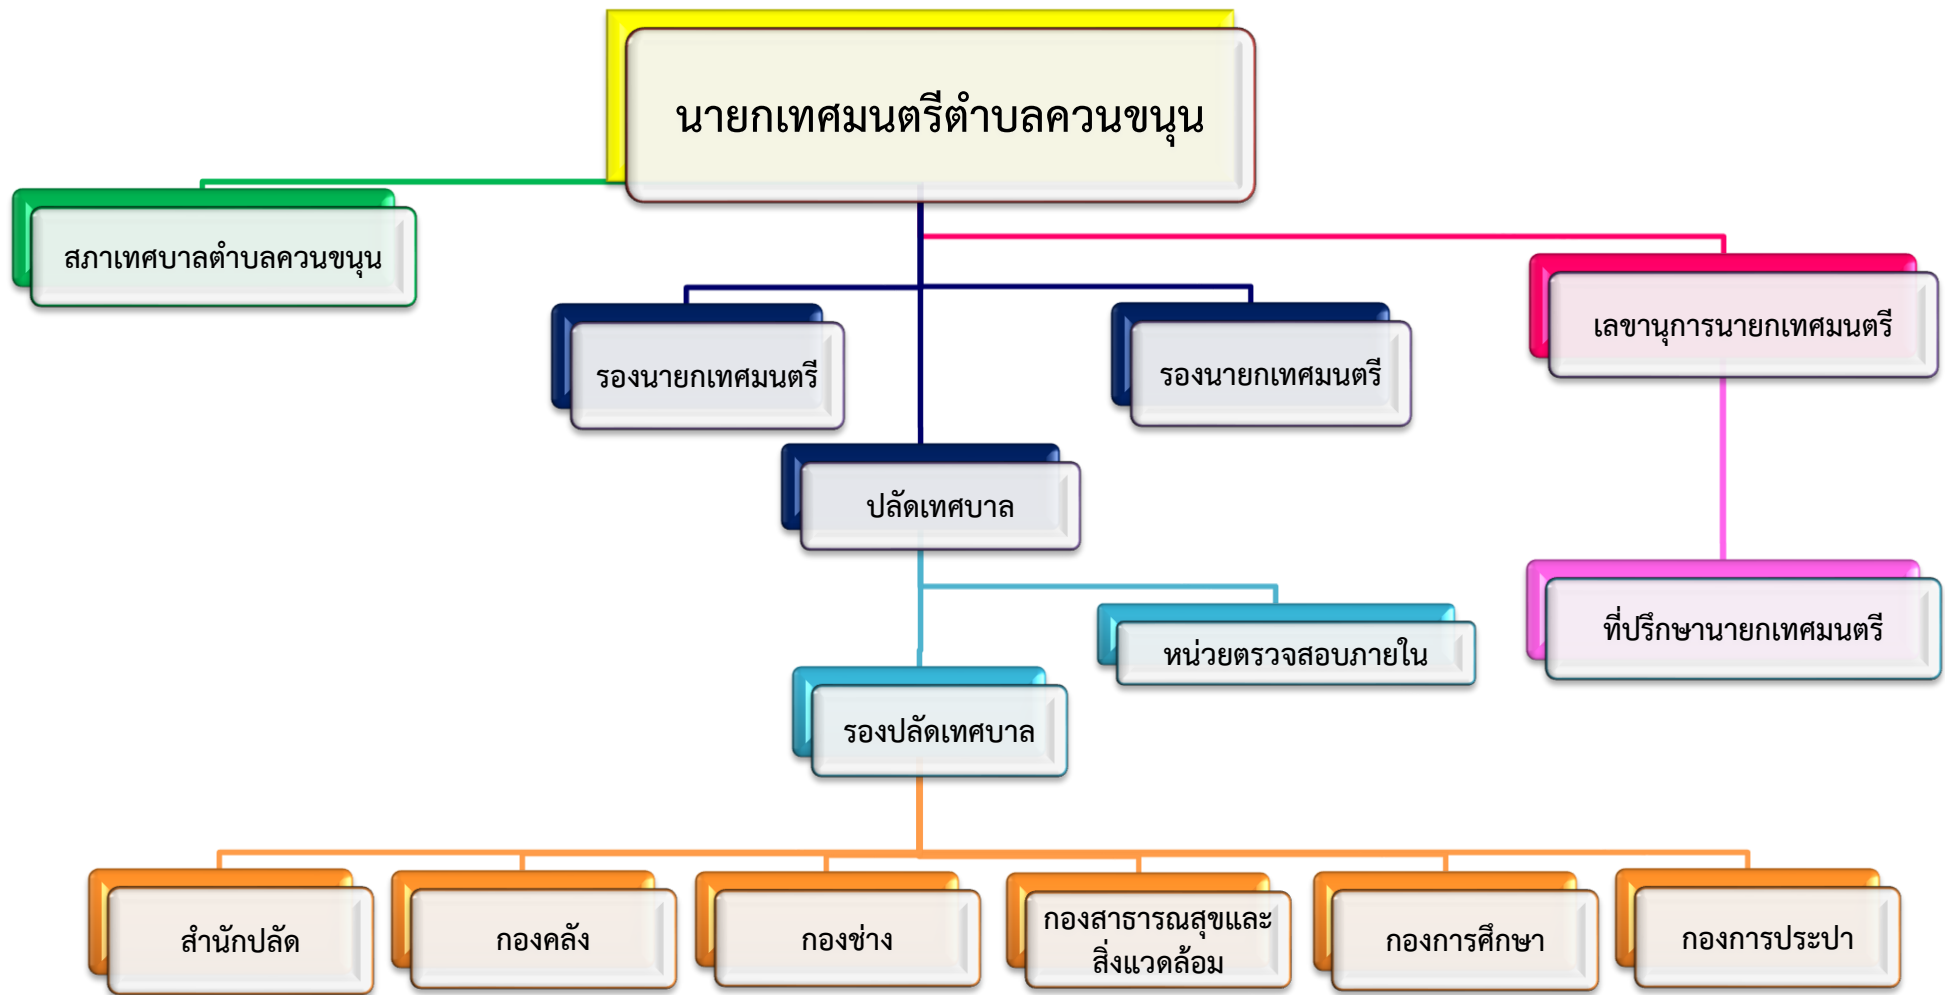 นายกเทศมนตรีตำบลควนขนุน
สภาเทศบาลตำบลควนขนุน
เลขานุการนายกเทศมนตรี
รองนายกเทศมนตรี
รองนายกเทศมนตรี
ปลัดเทศบาล
ที่ปรึกษานายกเทศมนตรี
หน่วยตรวจสอบภายใน
รองปลัดเทศบาล
สำนักปลัด
กองคลัง
กองช่าง
กองสาธารณสุขและ
สิ่งแวดล้อม
กองการศึกษา
กองการประปา